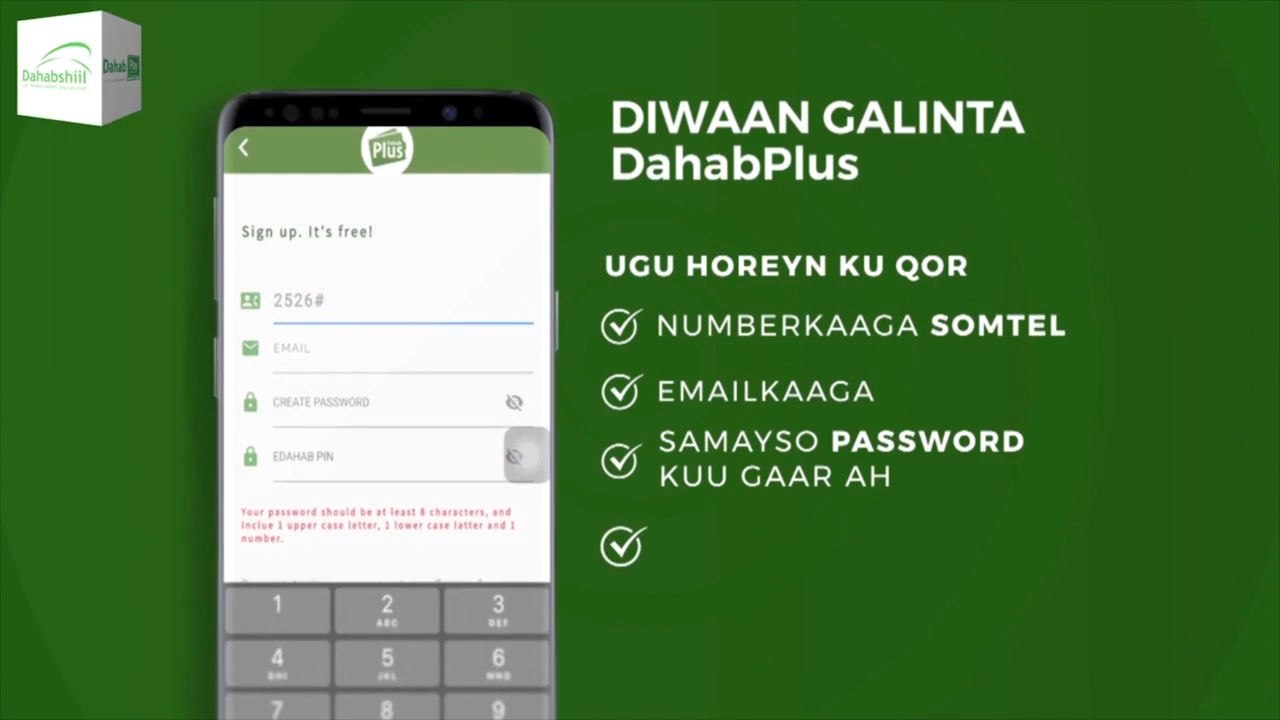 Dahabshiil
Dahab
Plus
Sign up. It's free!
2526#
EMAIL
CREATE PASSWORD
EDAHAB PIN
Your password should be at least 8 characters, and
Inclue 1 upper case letter, 1 lower case latter and 1
number.
1
2
ABC
3
DEF
4
GHI
5
JKL
6
MNO
7
8
9
DIWAAN GALINTA
DahabPlus
UGU HOREYN KU QOR
NUMBERKAAGA SOMTEL
EMAILKAAGA
SAMAYSO PASSWORD
KUU GAAR AH